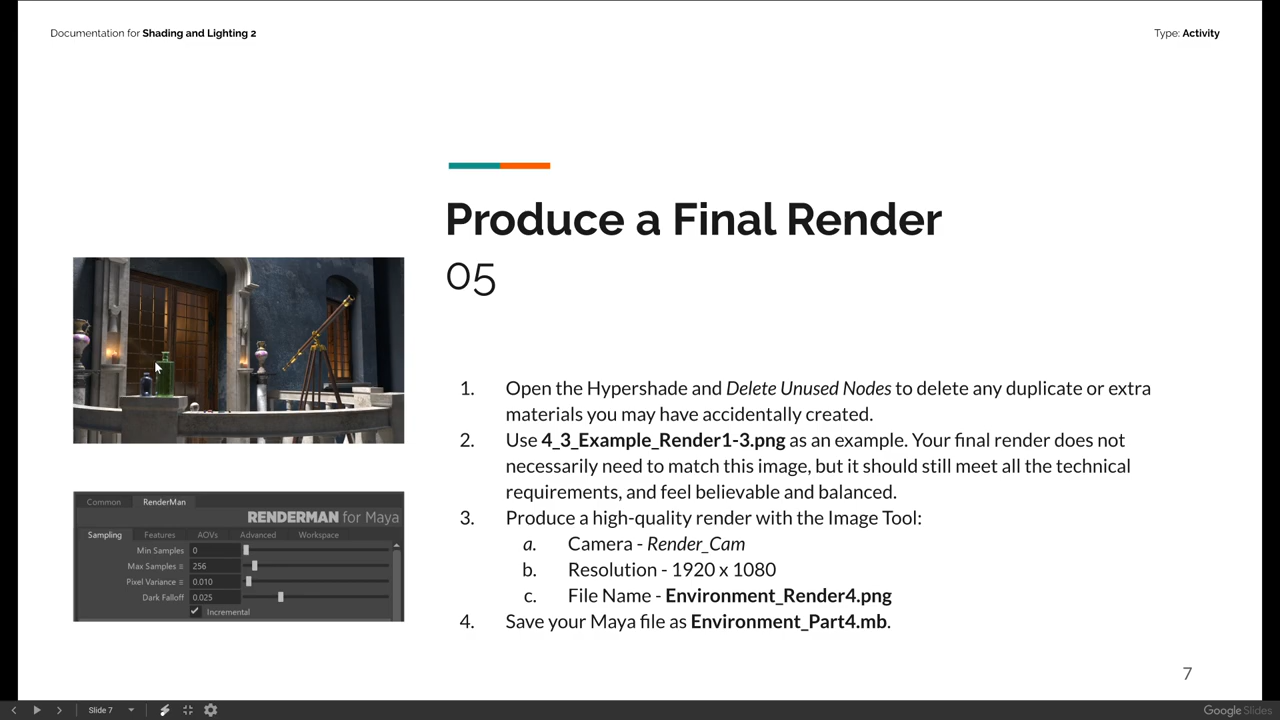 Documentation for Shading and Lighting 2
Type: Activity
Produce a Final Render
05
1. Open the Hypershade and Delete Unused Nodes to delete any duplicate or extra
materials you may have accidentally created.
2. Use 4_3_Example_Render1-3.png as an example. Your final render does not
necessarily need to match this image, but it should still meet all the technical
requirements, and feel believable and balanced.
3. Produce a high-quality render with the Image Tool:
a. Camera - Render_Cam
b. Resolution - 1920 x 1080
c. File Name - Environment_Render4.png
4. Save your Maya file as Environment_Part4.mb.
Common RenderMan
RENDERMAN for Maya
Sampling Features AOVs Advanced Workspace
Min Samples 0
Max Samples 256
Pixel Variance 0.010
Dark Falloff 0.025
Incremental
7
Slide 7
Google Slides